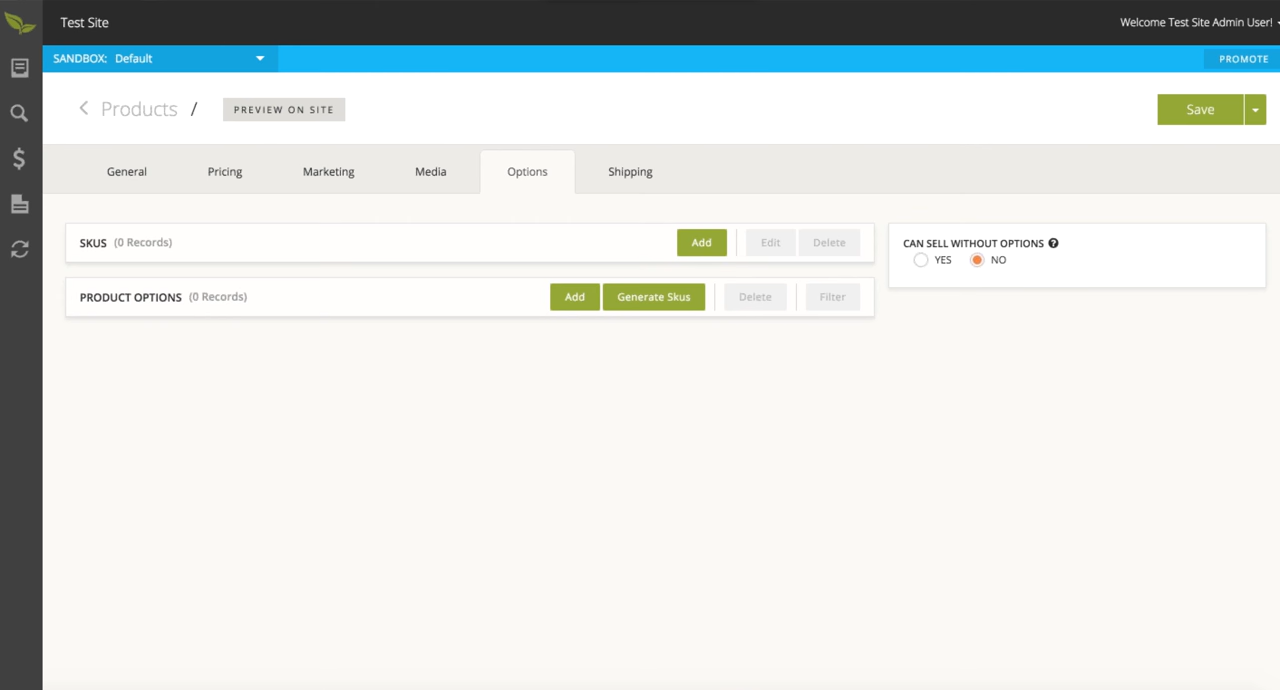 Test Site
Welcome Test Site Admin User!
SANDBOX: Default
PROMOTE
Products /
PREVIEW ON SITE
Save
General Pricing Marketing Media Options Shipping
SKUS (0 Records)
Add Edit Delete
CAN SELL WITHOUT OPTIONS ?
YES NO
PRODUCT OPTIONS (0 Records)
Add Generate Skus Delete Filter